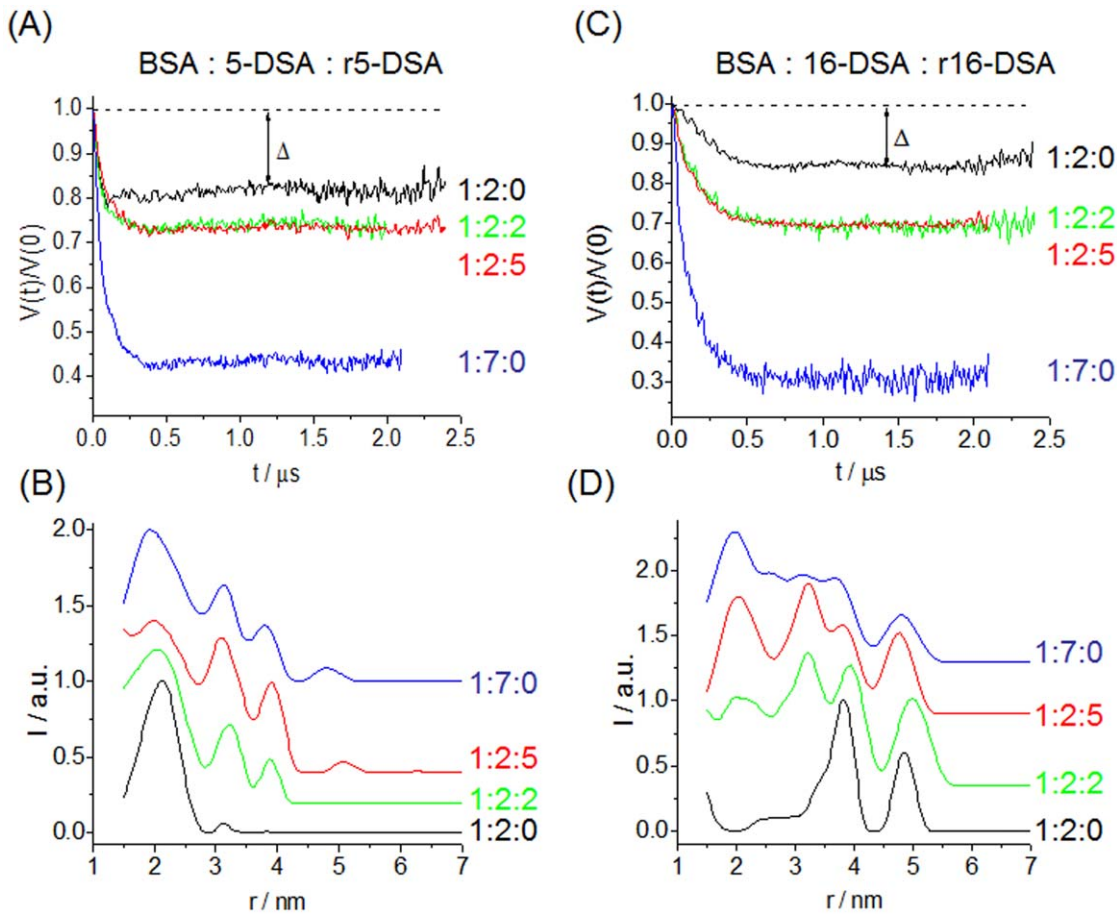 (A)
BSA : 5-DSA : r5-DSA
V(t)/V(0)
1.0
0.9
0.8
0.7
0.6
0.5
0.4
Δ
1:2:0
1:2:2
1:2:5
1:7:0
0.0 0.5 1.0 1.5 2.0 2.5
t / μs
(C)
BSA : 16-DSA : r16-DSA
V(t)/V(0)
1.0
0.9
0.8
0.7
0.6
0.5
0.4
0.3
Δ
1:2:0
1:2:2
1:2:5
1:7:0
0.0 0.5 1.0 1.5 2.0 2.5
t / μs
(B)
I / a.u.
2.0
1.5
1.0
0.5
0.0
1:7:0
1:2:5
1:2:2
1:2:0
1 2 3 4 5 6 7
r / nm
(D)
I / a.u.
2.0
1.5
1.0
0.5
0.0
1:7:0
1:2:5
1:2:2
1:2:0
1 2 3 4 5 6 7
r / nm